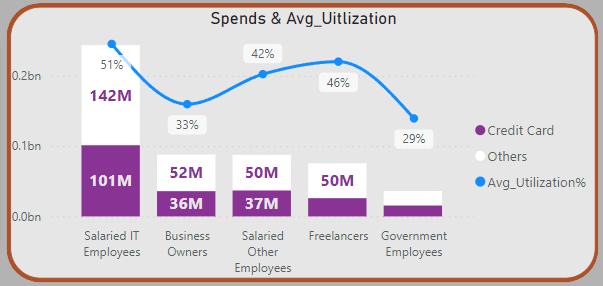 Spends & Avg_Uitlization
0.2bn
0.1bn
0.0bn
51%
33%
42%
46%
29%
142M
101M
52M
36M
50M
37M
50M
Salaried IT
Employees
Business
Owners
Salaried
Other
Employees
Freelancers
Government
Employees
Credit Card
Others
Avg_Utilization%